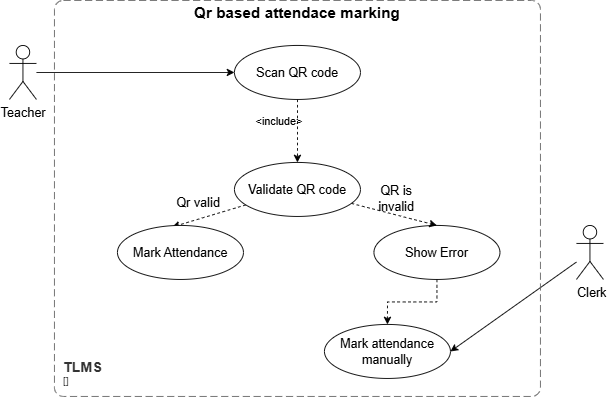 Qr based attendace marking
Scan QR code
Teacher
<include>
Validate QR code
Qr valid
QR is
invalid
Mark Attendance
Show Error
Clerk
Mark attendance
manually
TLMS